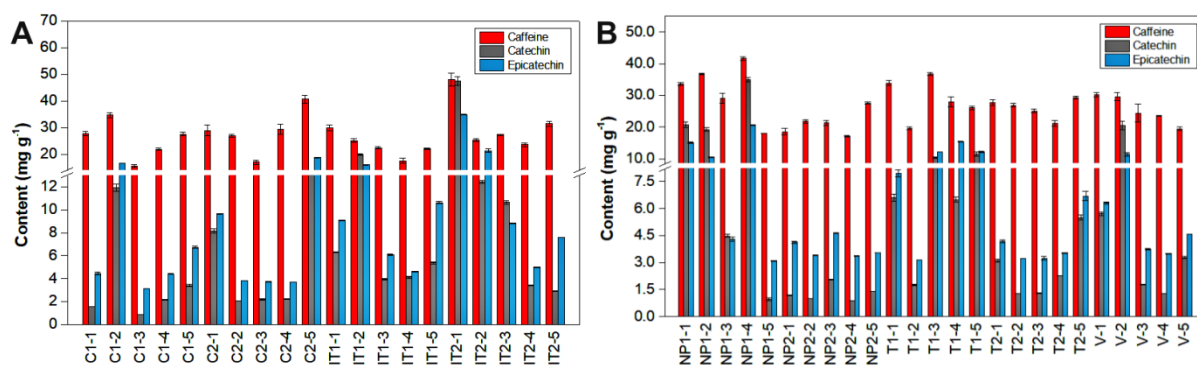 A
Content (mg g⁻¹)
70
60
50
40
30
20
12
10
8
6
4
2
0
Caffeine
Catechin
Epicatechin
C1-1
C1-2
C1-3
C1-4
C1-5
C2-1
C2-2
C2-3
C2-4
C2-5
IT1-1
IT1-2
IT1-3
IT1-4
IT1-5
IT2-1
IT2-2
IT2-3
IT2-4
IT2-5
B
Content (mg g⁻¹)
50.0
40.0
30.0
20.0
10.0
7.5
6.0
4.5
3.0
1.5
0.0
Caffeine
Catechin
Epicatechin
NP1-1
NP1-2
NP1-3
NP1-4
NP1-5
NP2-1
NP2-2
NP2-3
NP2-4
NP2-5
T1-1
T1-2
T1-3
T1-4
T1-5
T2-1
T2-2
T2-3
T2-4
T2-5
V-1
V-2
V-3
V-4
V-5